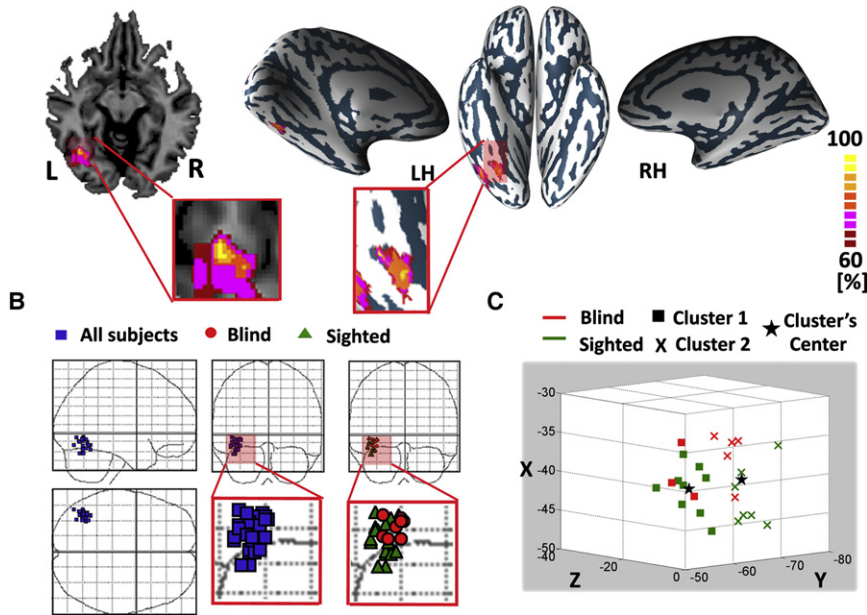 L
R
LH
RH
100
60
[%]
B
All subjects
Blind
Sighted
C
Blind
Cluster 1
Cluster's
Sighted
x Cluster 2
Center
-30
-35
X
-40
-45
-50
-40
Z
-20
0
-50
-60
-70
Y
-80